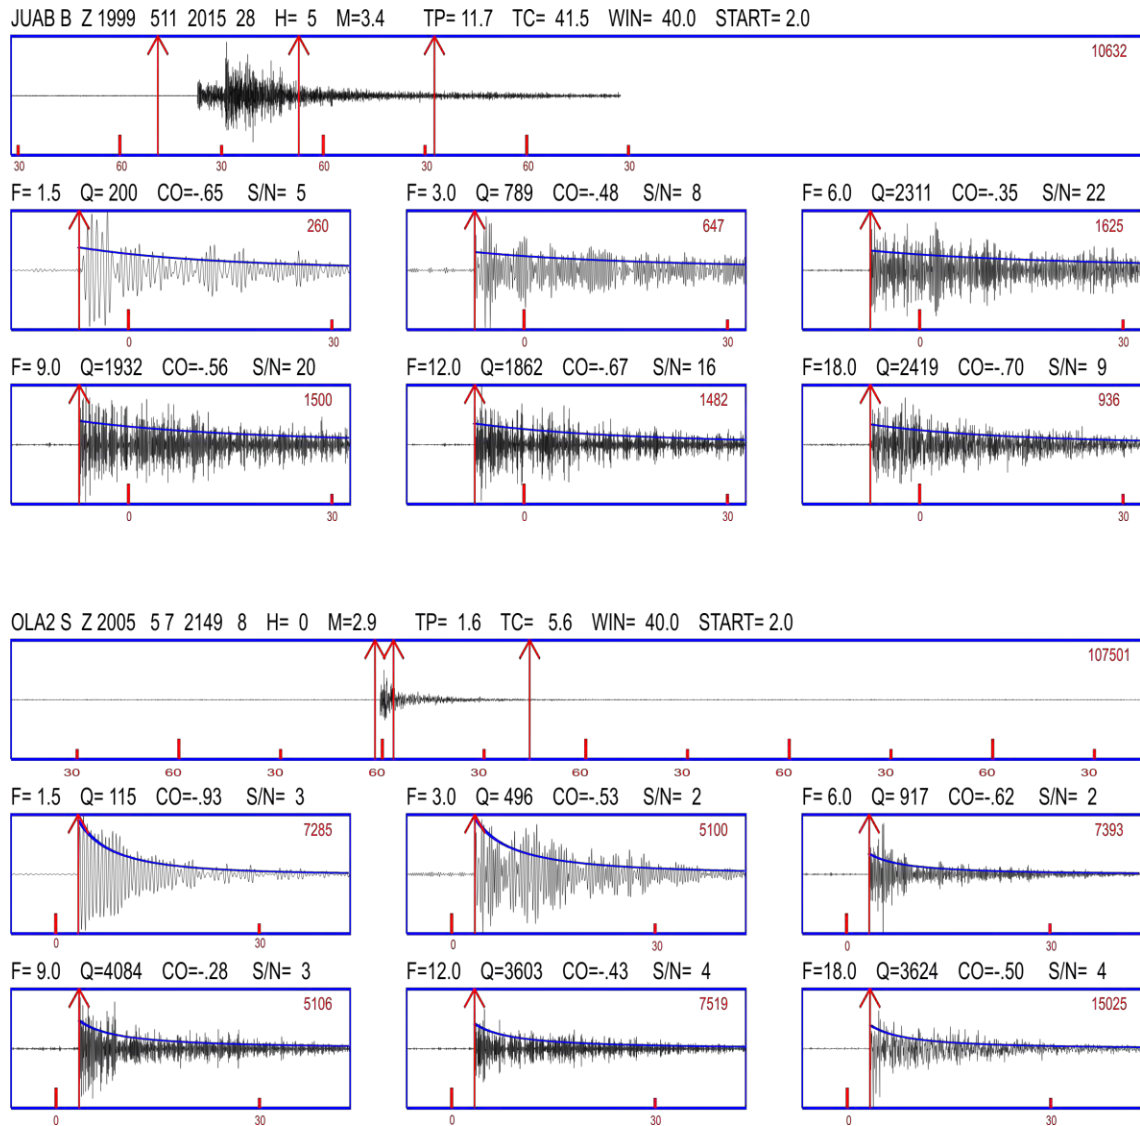 JUAB B  Z 1999  511  2015  28  H=  5  M=3.4  TP= 11.7  TC=  41.5  WIN=  40.0  START= 2.0
10632
30 60 30 60 30 60 30
F= 1.5  Q= 200  CO=-.65  S/N=  5  F= 3.0  Q= 789  CO=-.48  S/N=  8  F= 6.0  Q=2311  CO=-.35  S/N= 22
260 647 1625
0 30 0 30 0 30
F= 9.0  Q=1932  CO=-.56  S/N= 20  F=12.0  Q=1862  CO=-.67  S/N= 16  F=18.0  Q=2419  CO=-.70  S/N=  9
1500 1482 936
0 30 0 30 0 30
OLA2 S  Z 2005  5 7  2149  8  H=  0  M=2.9  TP=  1.6  TC=  5.6  WIN=  40.0  START= 2.0
107501
30 60 30 60 30 60 30 60 30 60 30
F= 1.5  Q= 115  CO=-.93  S/N=  3  F= 3.0  Q= 496  CO=-.53  S/N=  2  F= 6.0  Q= 917  CO=-.62  S/N=  2
7285 5100 7393
0 30 0 30 0 30
F= 9.0  Q=4084  CO=-.28  S/N=  3  F=12.0  Q=3603  CO=-.43  S/N=  4  F=18.0  Q=3624  CO=-.50  S/N=  4
5106 7519 15025
0 30 0 30 0 30